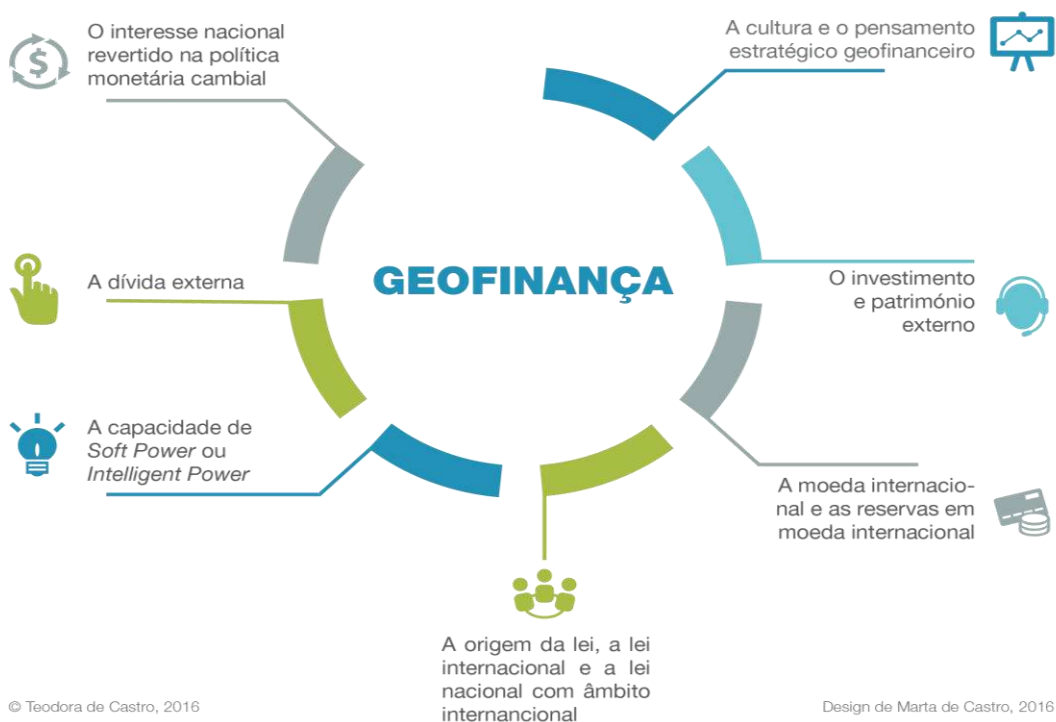 O interesse nacional
revertido na política
monetária cambial
A cultura e o pensamento
estratégico geofinanceiro
GEOFINANÇA
A dívida externa
O investimento
e património
externo
A capacidade de
Soft Power ou
Intelligent Power
A moeda internacio-
nal e as reservas em
moeda internacional
A origem da lei, a lei
internacional e a lei
nacional com âmbito
internancional
© Teodora de Castro, 2016
Design de Marta de Castro, 2016
$